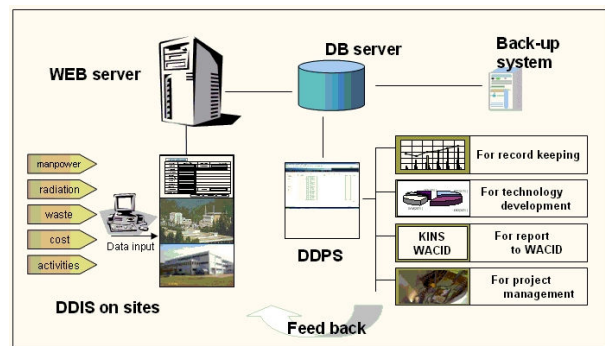 WEB server
DB server
Back-up
system
manpower
radiation
waste
cost
activities
Data input
DDIS on sites
DDPS
For record keeping
For technology
development
KINS
WACID
For report
to WACID
For project
management
Feed back